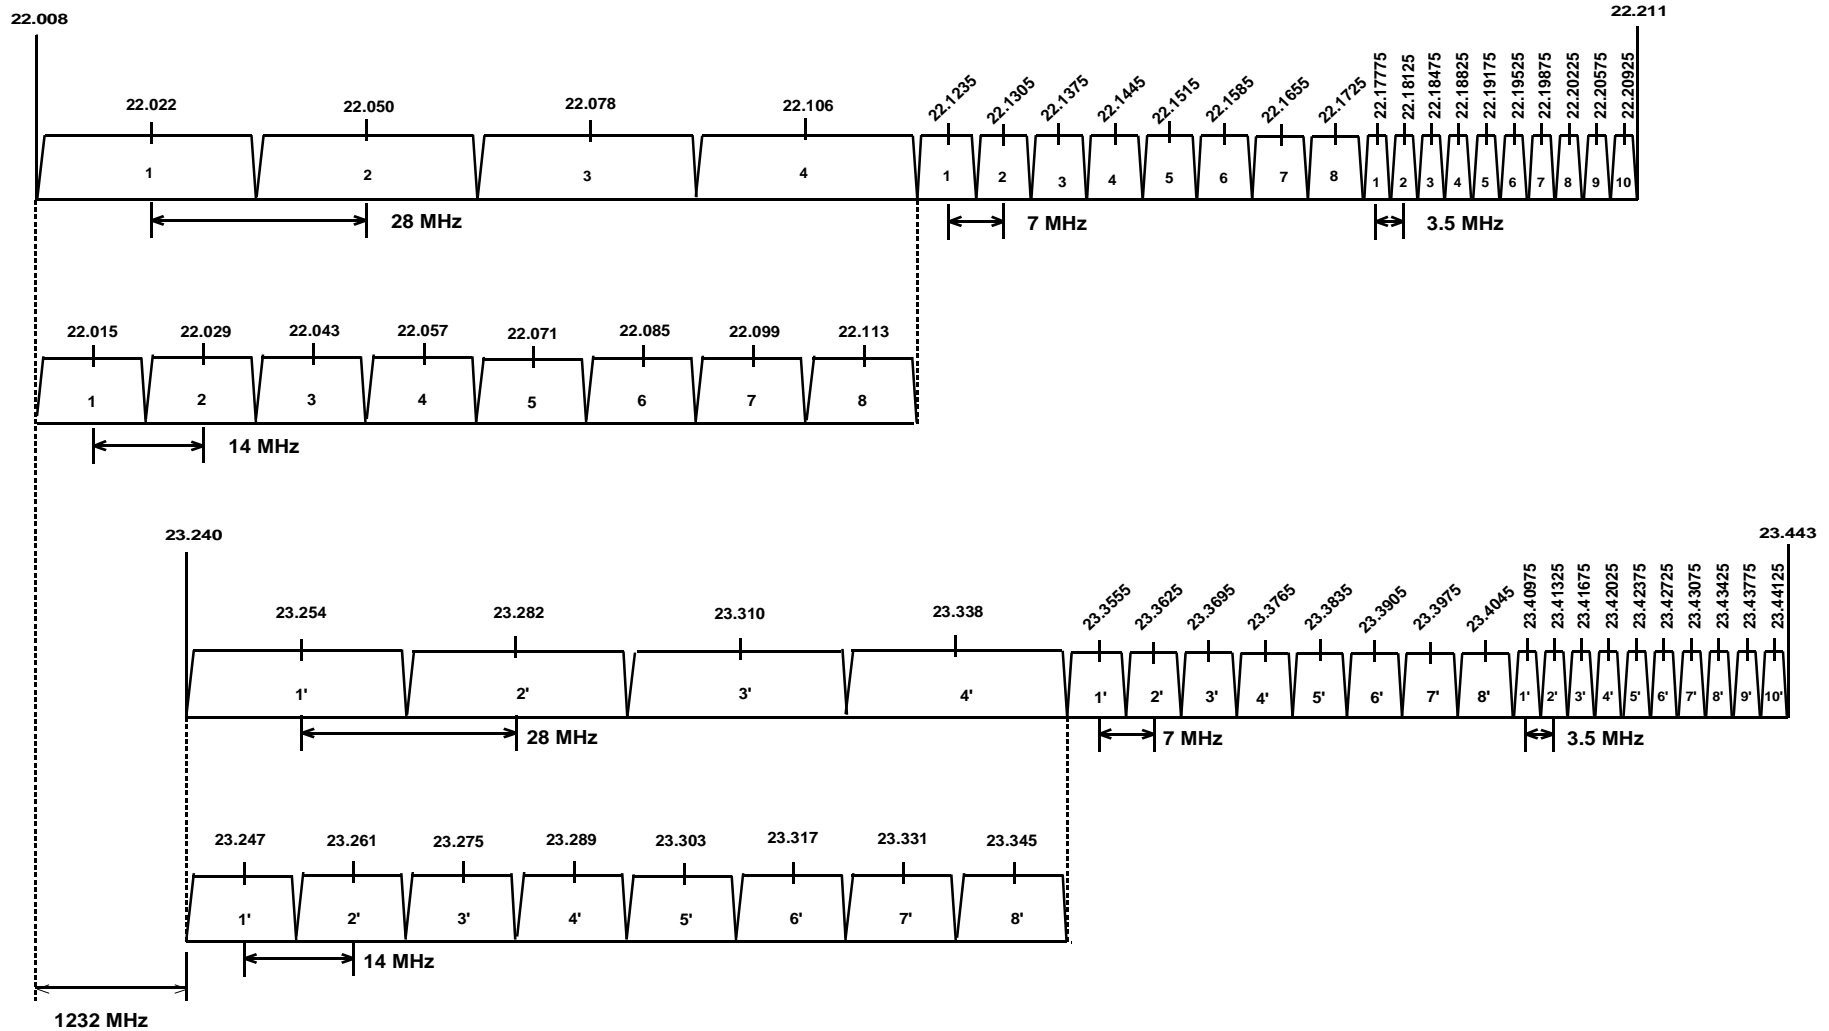 22.008
22.211
22.022 22.050 22.078 22.106 22.1235 22.1305 22.1375 22.1445 22.1515 22.1585 22.1655 22.1725 22.17775 22.18125 22.18475 22.18825 22.19175 22.19525 22.19875 22.20225 22.20575 22.20925
1 2 3 4 1 2 3 4 5 6 7 8 1 2 3 4 5 6 7 8 9 10
28 MHz 7 MHz 3.5 MHz
22.015 22.029 22.043 22.057 22.071 22.085 22.099 22.113
1 2 3 4 5 6 7 8
14 MHz
23.240
23.443
23.254 23.282 23.310 23.338 23.3555 23.3625 23.3695 23.3765 23.3835 23.3905 23.3975 23.4045 23.40975 23.41325 23.41675 23.42025 23.42375 23.42725 23.43075 23.43425 23.43775 23.44125
1' 2' 3' 4' 1' 2' 3' 4' 5' 6' 7' 8' 1' 2' 3' 4' 5' 6' 7' 8' 9' 10'
28 MHz 7 MHz 3.5 MHz
23.247 23.261 23.275 23.289 23.303 23.317 23.331 23.345
1' 2' 3' 4' 5' 6' 7' 8'
14 MHz
1232 MHz